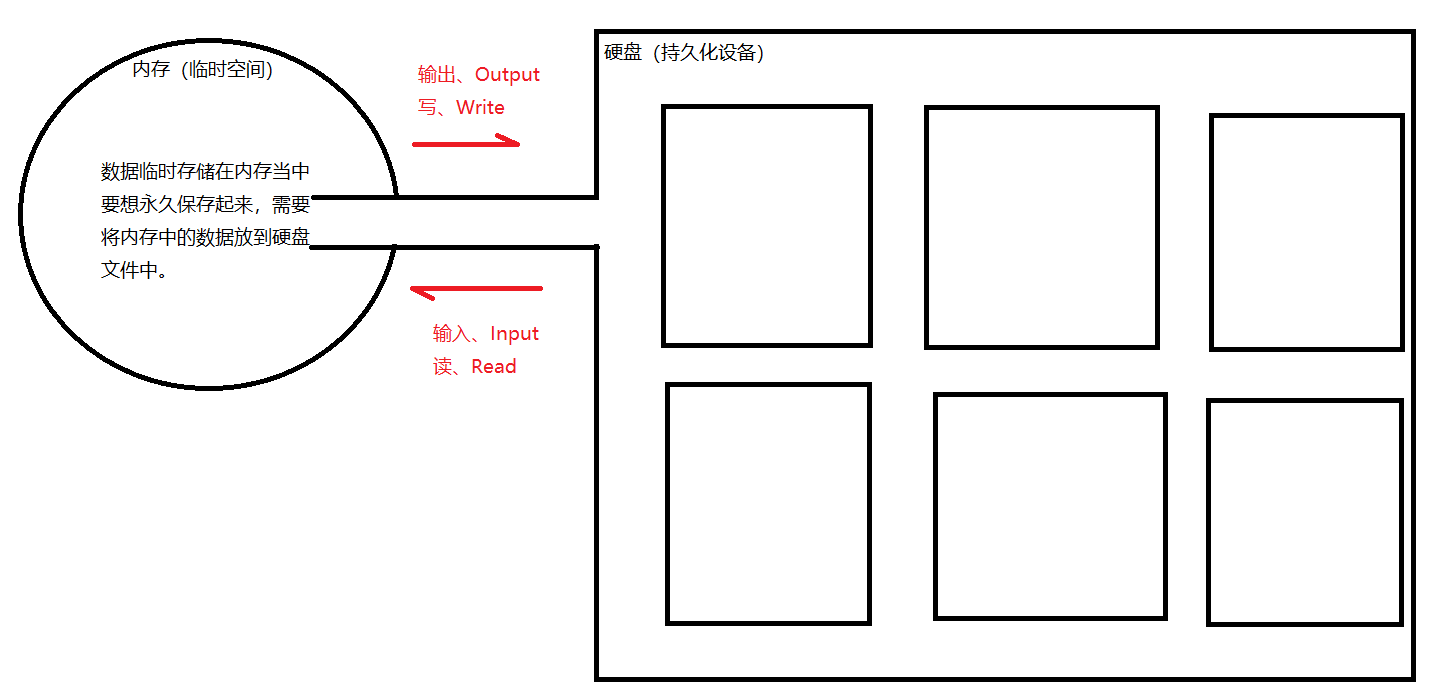 内存（临时空间）
数据临时存储在内存当中
要想永久保存起来，需要
将内存中的数据放到硬盘
文件中。
输出、Output
写、Write
输入、Input
读、Read
硬盘（持久化设备）